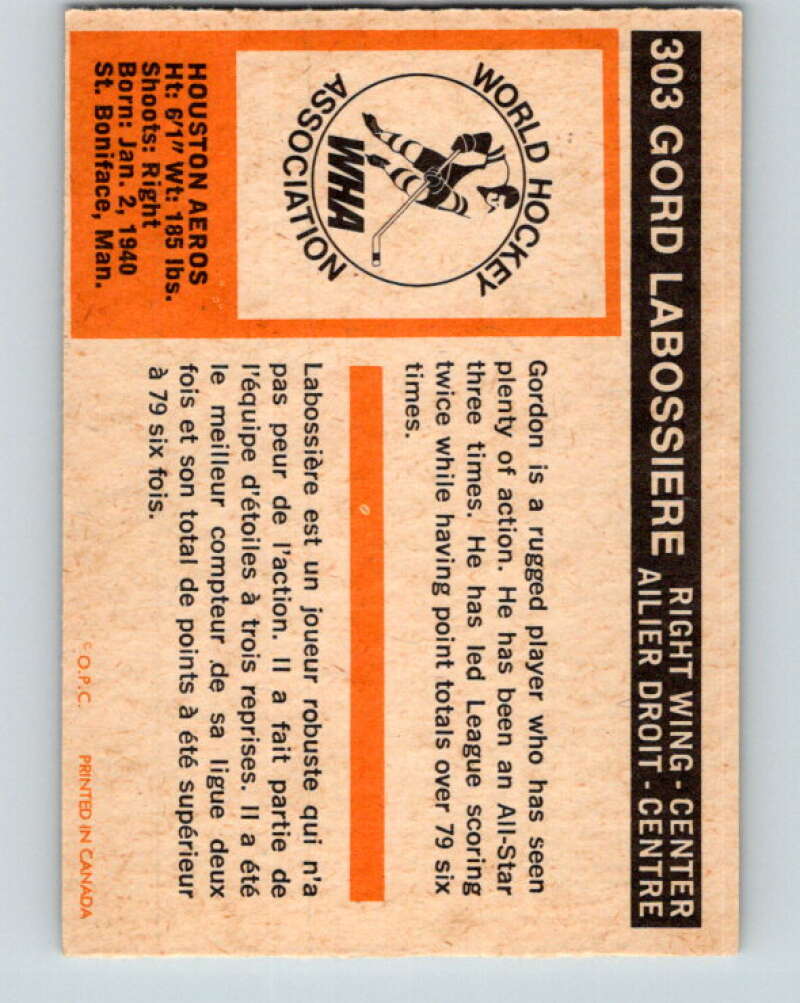 303 GORD LABOSSIERE
RIGHT WING - CENTER
AILIER DROIT - CENTRE
WORLD HOCKEY
ASSOCIATION
WHA
HOUSTON AEROS
Ht: 6'1" Wt: 185 lbs.
Shoots: Right
Born: Jan. 2, 1940
St. Boniface, Man.
Gordon is a rugged player who has seen
plenty of action. He has been an All-Star
three times. He has led League scoring
twice while having point totals over 79 six
times.
Labossière est un joueur robuste qui n'a
pas peur de l'action. Il a fait partie de
l'équipe d'étoiles à trois reprises. Il a été
le meilleur compteur de sa ligue deux
fois et son total de points à été supérieur
à 79 six fois.
© O.P.C. PRINTED IN CANADA